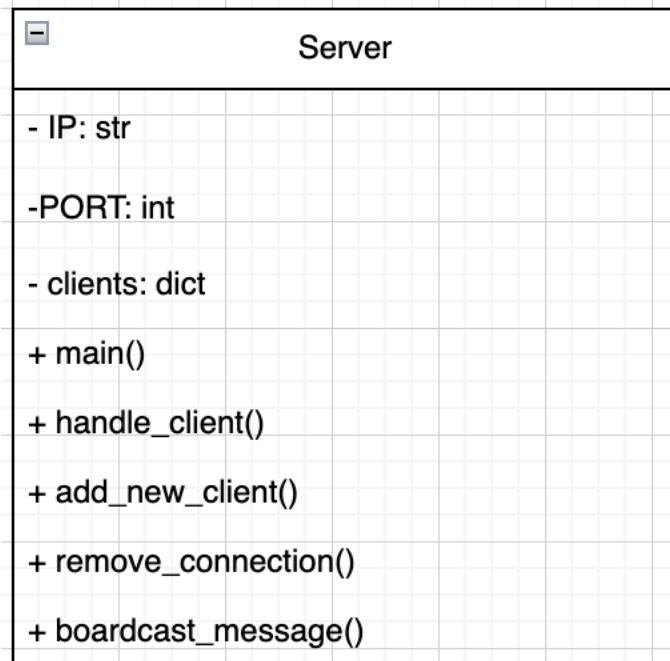 Server
- IP: str
-PORT: int
- clients: dict
+ main()
+ handle_client()
+ add_new_client()
+ remove_connection()
+ boardcast_message()